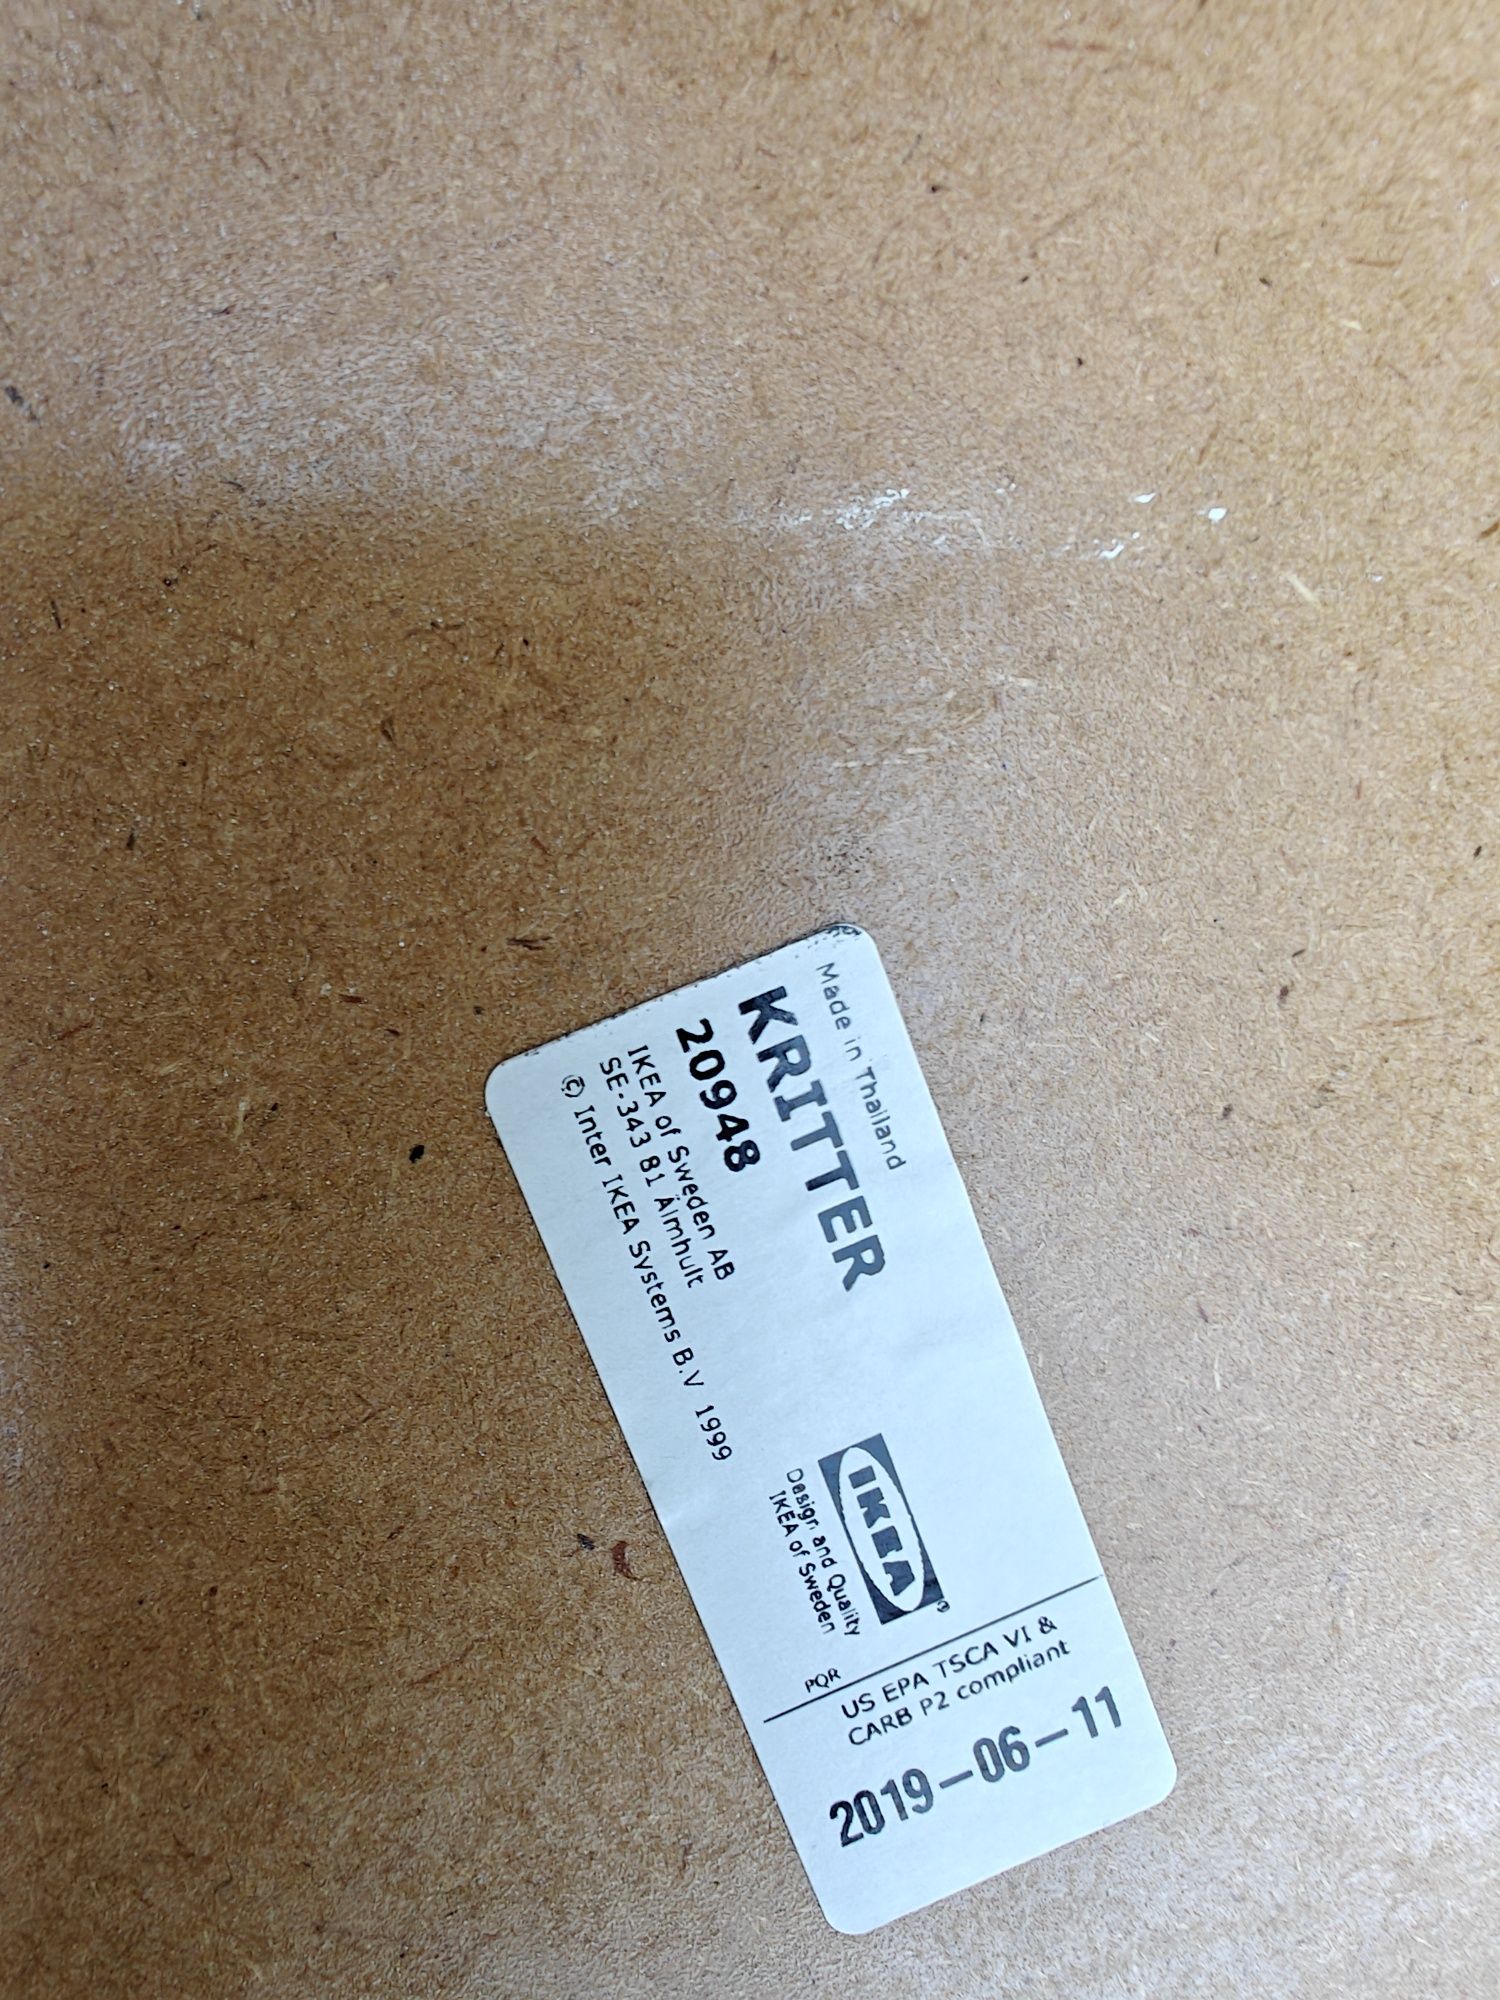 Made in Thailand
KRITTER
20948
IKEA of Sweden AB
SE-343 81 Älmhult
© Inter IKEA Systems B.V 1999
IKEA®
Design and Quality
IKEA of Sweden
PQR
US EPA TSCA VI &
CARB P2 compliant
2019-06-11